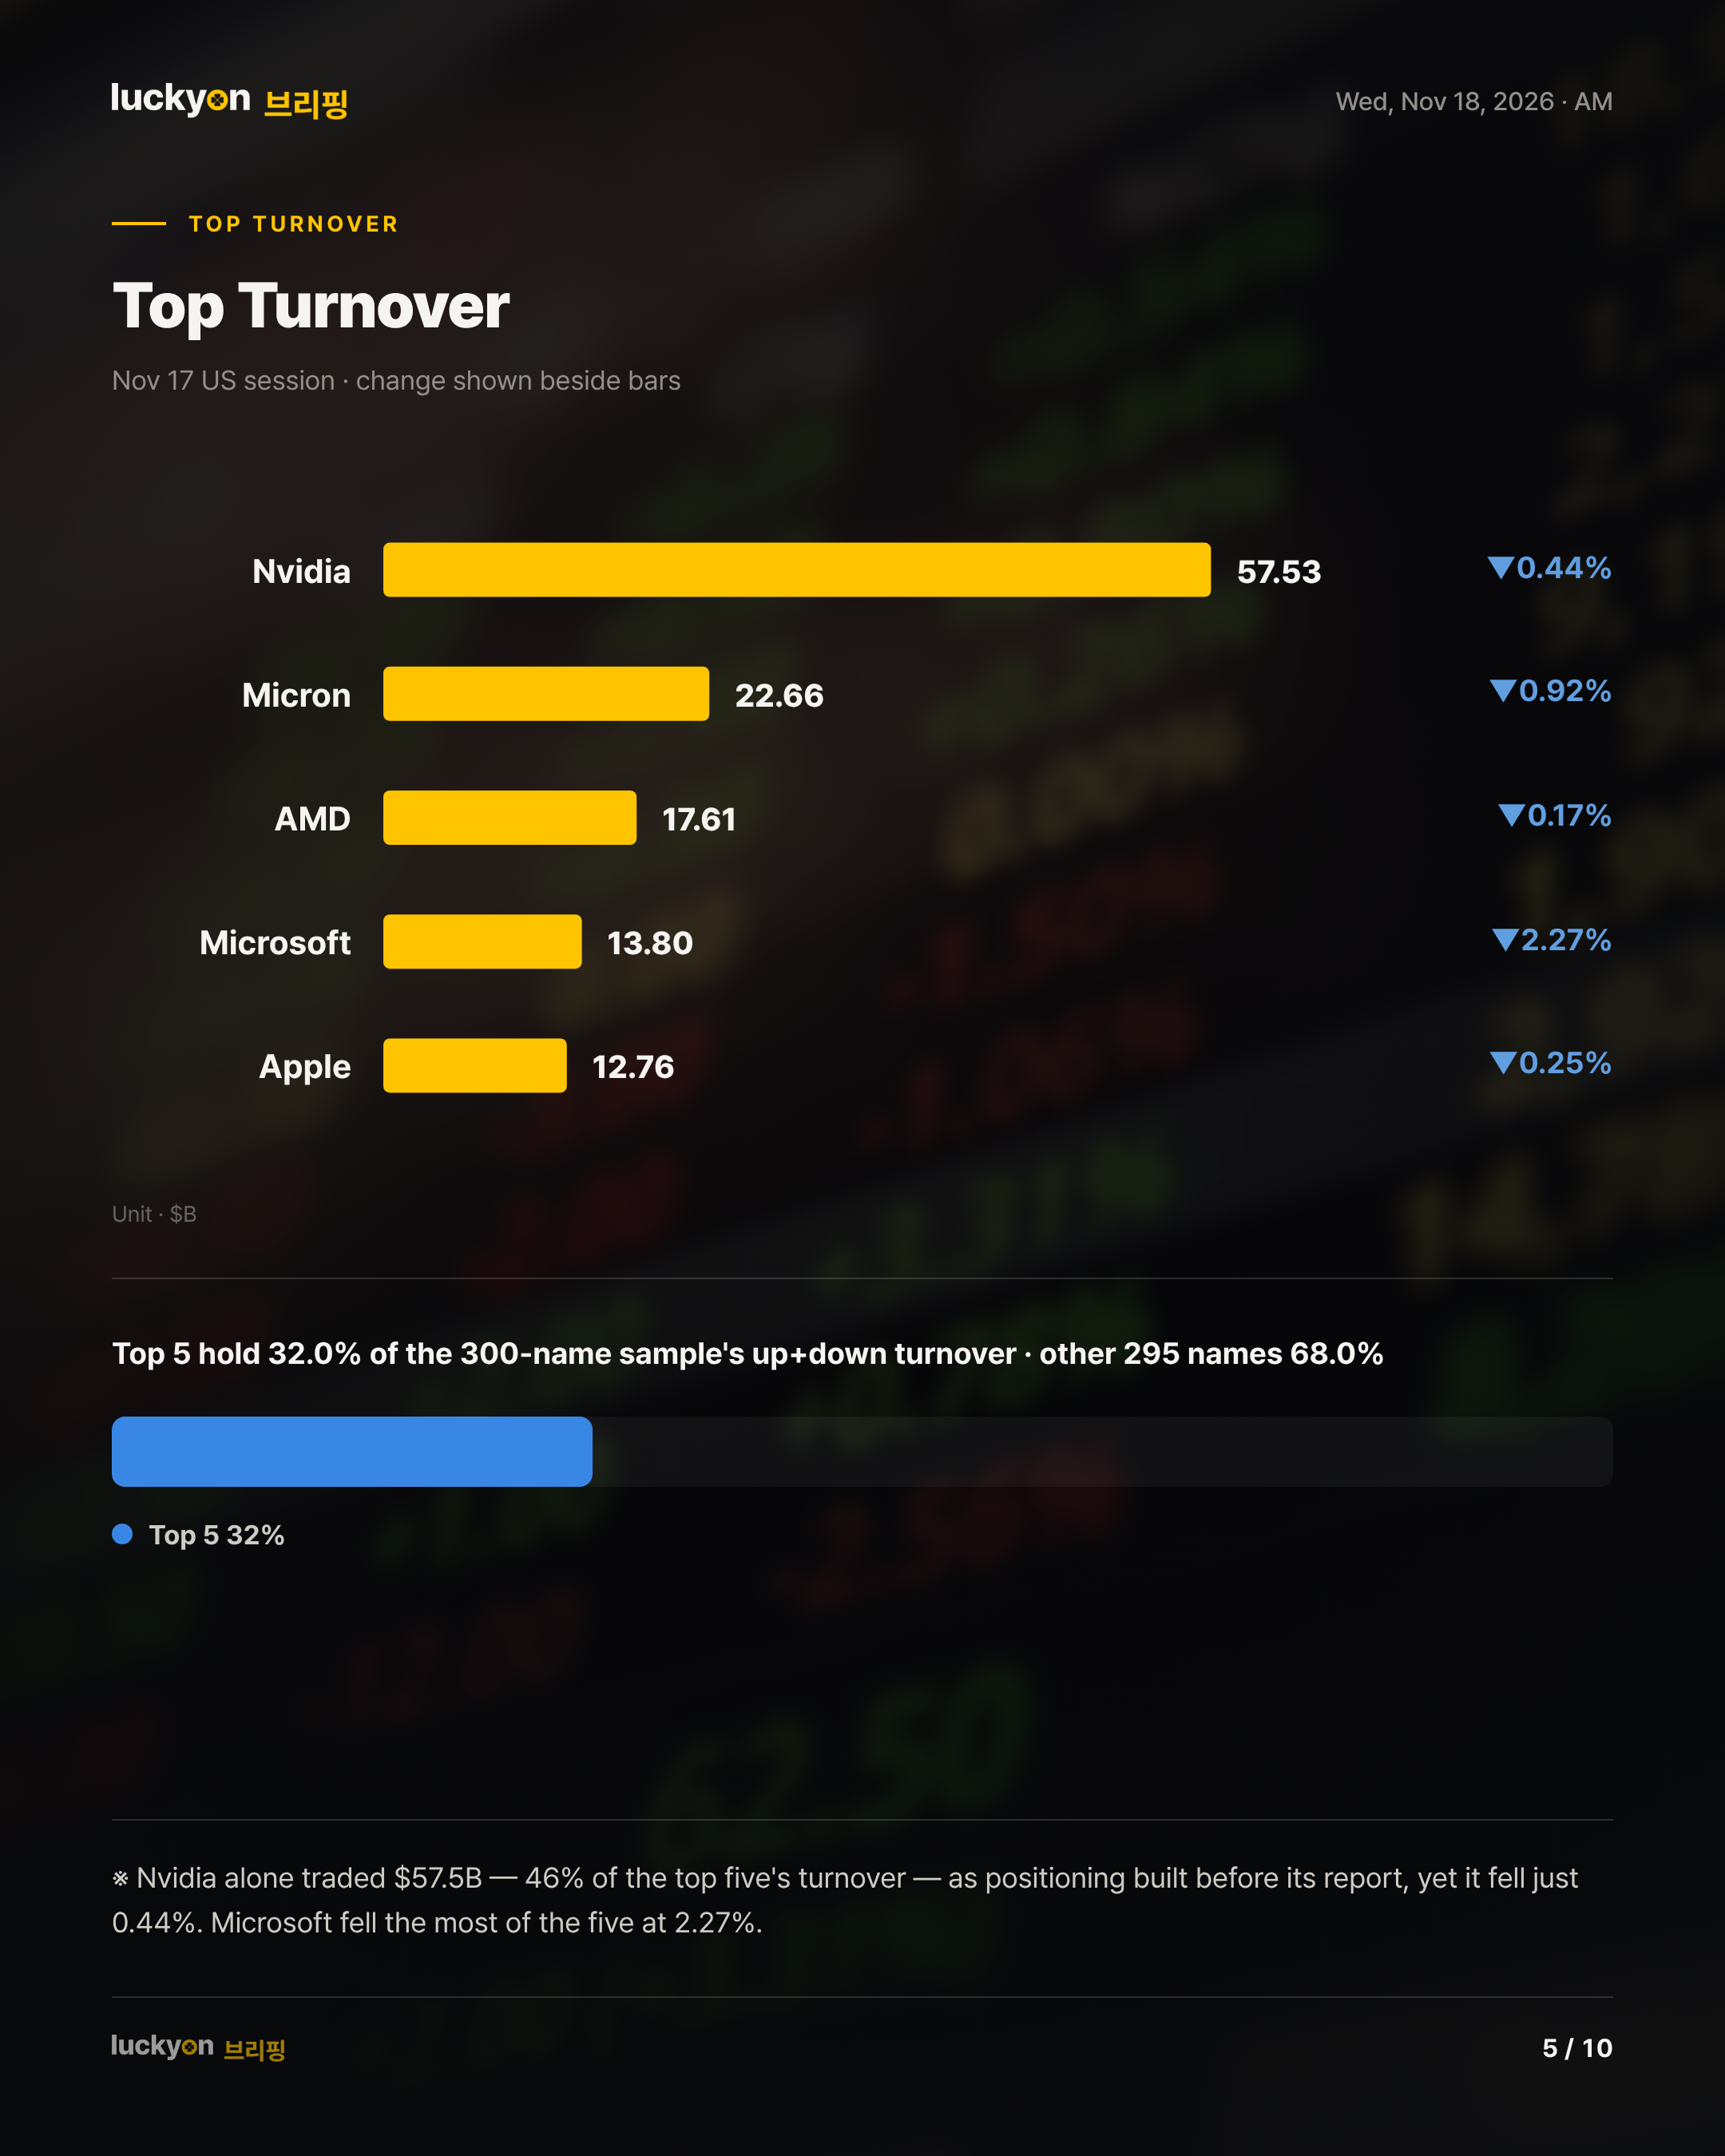 luckyon 브리핑
Wed, Nov 18, 2026 · AM
TOP TURNOVER
Top Turnover
Nov 17 US session · change shown beside bars
Nvidia 57.53 ▼0.44%
Micron 22.66 ▼0.92%
AMD 17.61 ▼0.17%
Microsoft 13.80 ▼2.27%
Apple 12.76 ▼0.25%
Unit · $B
Top 5 hold 32.0% of the 300-name sample's up+down turnover · other 295 names 68.0%
Top 5 32%
※ Nvidia alone traded $57.5B — 46% of the top five's turnover — as positioning built before its report, yet it fell just
0.44%. Microsoft fell the most of the five at 2.27%.
luckyon 브리핑
5 / 10